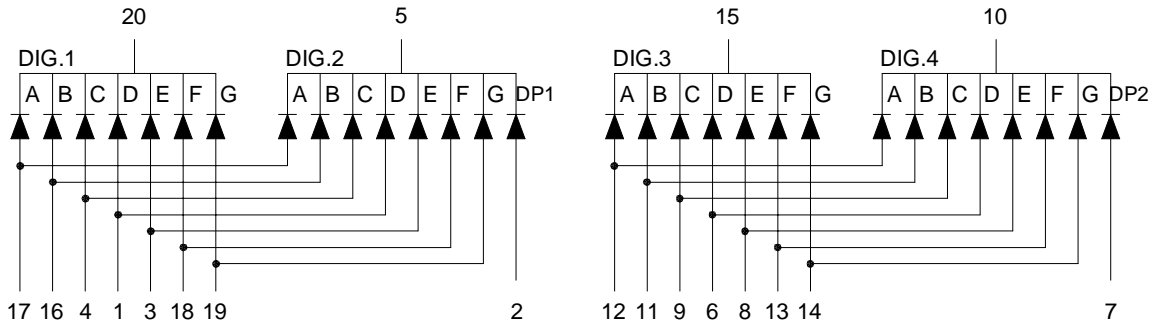 20 5 15 10
DIG.1 DIG.2 DIG.3 DIG.4
A B C D E F G A B C D E F G DP1 A B C D E F G A B C D E F G DP2
17 16 4 1 3 18 19 2 12 11 9 6 8 13 14 7